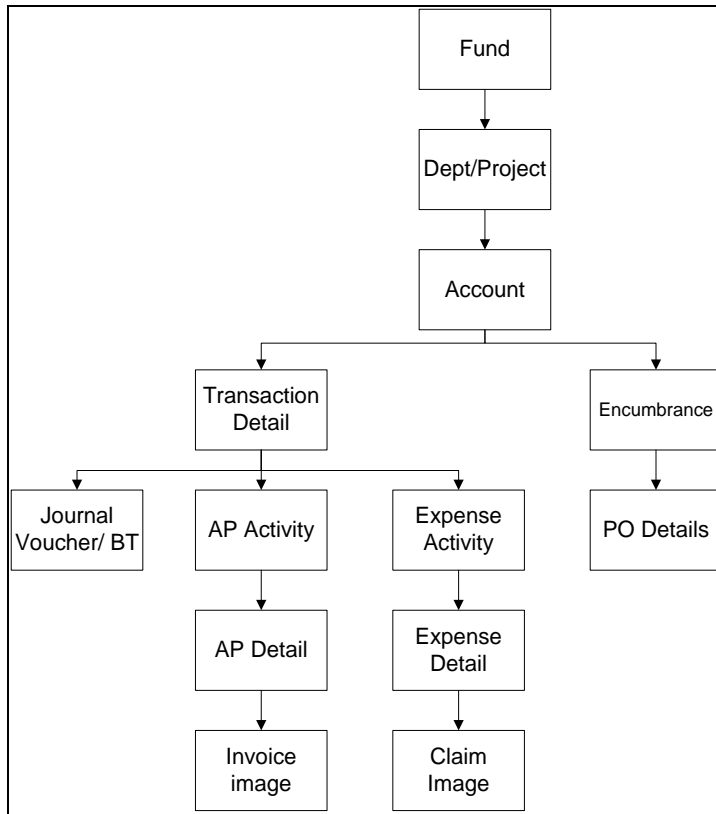 Fund
Dept/Project
Account
Transaction
Detail
Encumbrance
Journal
Voucher/ BT
AP Activity
Expense
Activity
PO Details
AP Detail
Expense
Detail
Invoice
image
Claim
Image